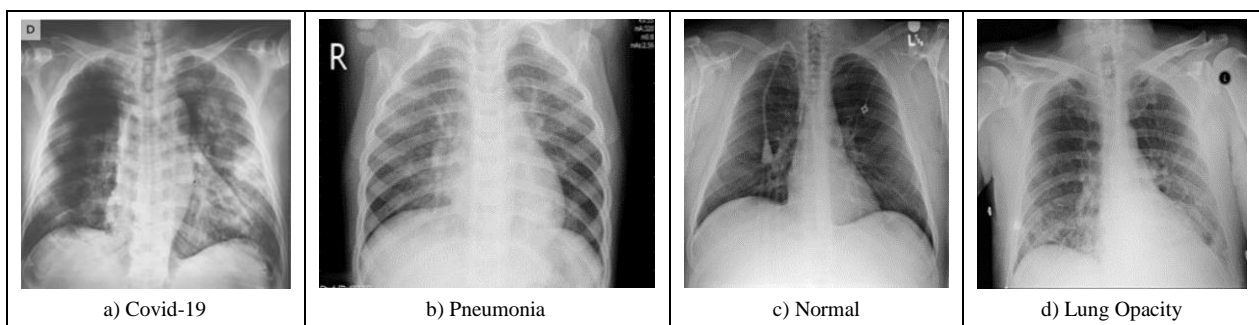 D
R
L
a) Covid-19
b) Pneumonia
c) Normal
d) Lung Opacity